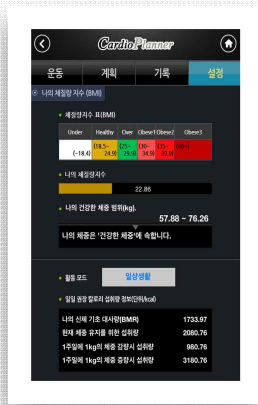 CardioPlanner
운동 계획 기록 설정
나의 체질량 지수 (BMI)
체질량지수 표(BMI)
Under Healthy Over Obese1 Obese2 Obese3
(~18.4) (18.5~ 24.9) (25~ 29.9) (30~ 34.9) (35~ 39.9) (40~)
나의 체질량지수
22.86
나의 건강한 체중 범위(kg).
57.88 ~ 76.26
나의 체중은 '건강한 체중'에 속합니다.
활동 모드 일상생활
일일 권장 칼로리 섭취량 정보(단위/kcal)
나의 신체 기초 대사량(BMR) 1733.97
현재 체중 유지를 위한 섭취량 2080.76
1주일에 1kg의 체중 감량시 섭취량 980.76
1주일에 1kg의 체중 증량시 섭취량 3180.76